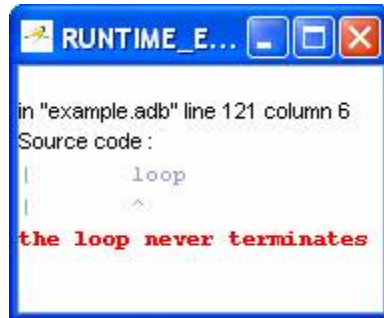 RUNTIME_E...
in "example.adb" line 121 column 6
Source code :
| loop
| ^
the loop never terminates